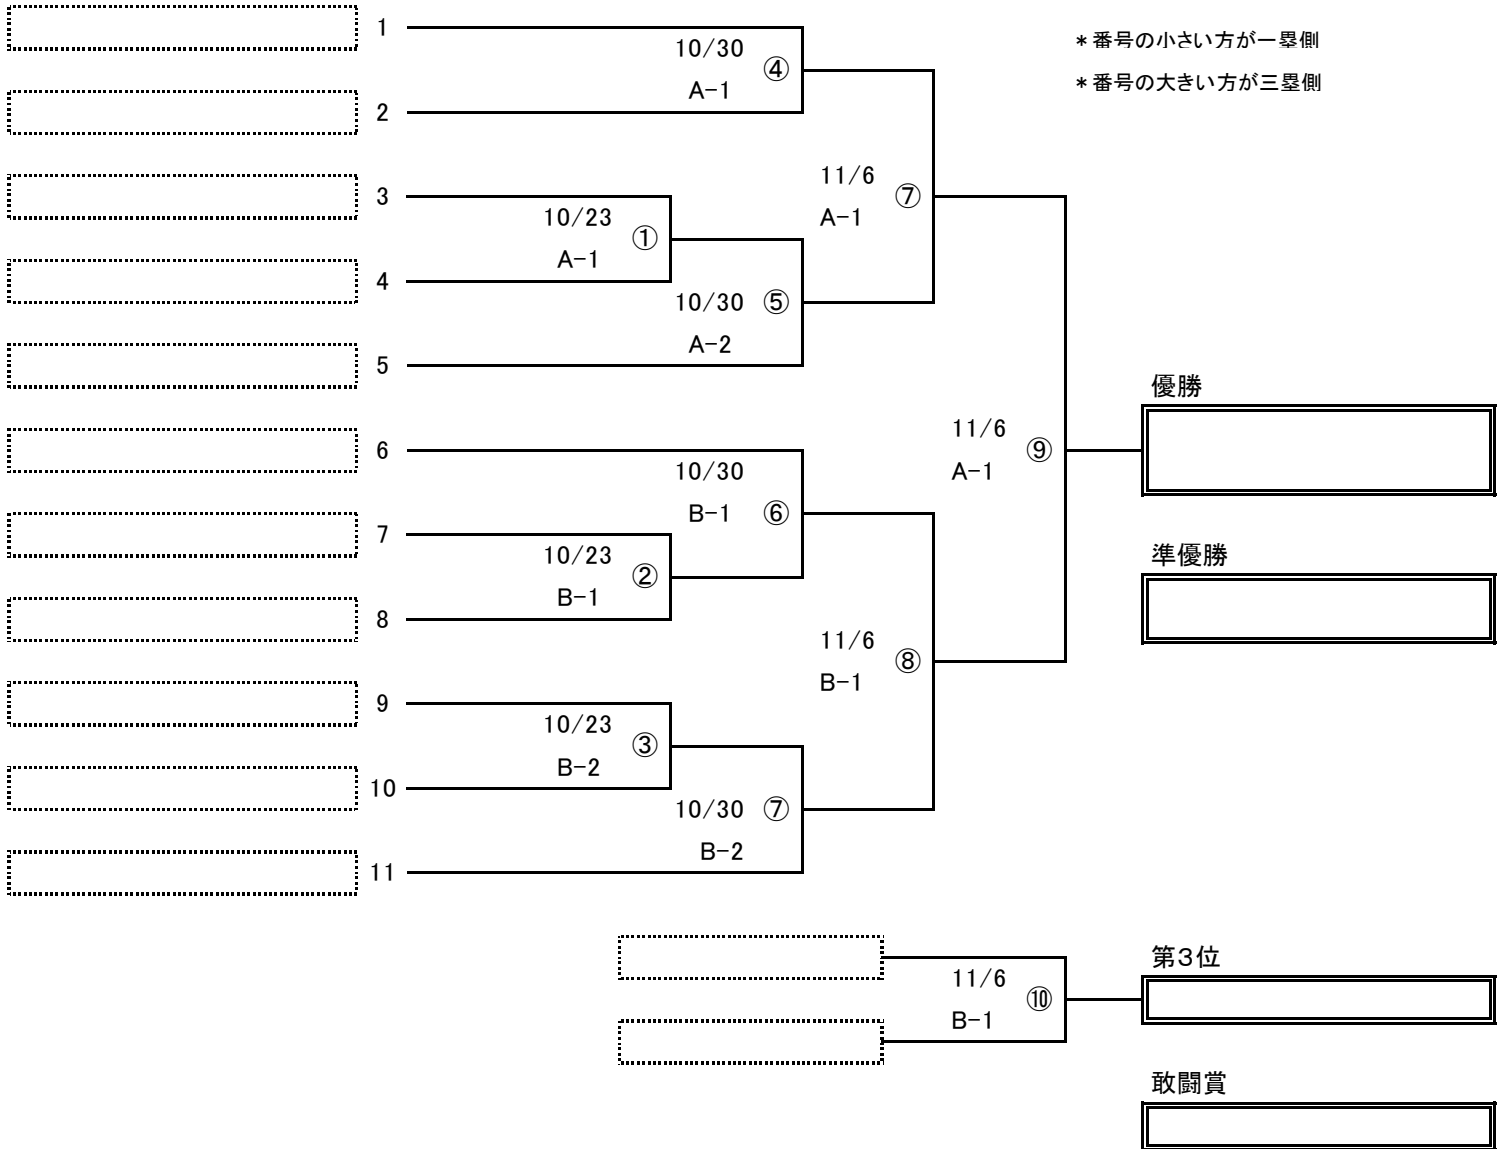 1
10/30
④
A-1
2
*番号の小さい方が一塁側
*番号の大きい方が三塁側
3
10/23
①
A-1
4
11/6
⑦
A-1
10/30
⑤
A-2
5
6
10/30
B-1
⑥
7
10/23
②
B-1
8
11/6
⑨
A-1
優勝
準優勝
11/6
⑧
B-1
9
10/23
③
B-2
10
10/30
⑦
B-2
11
11/6
⑩
B-1
第3位
敢闘賞